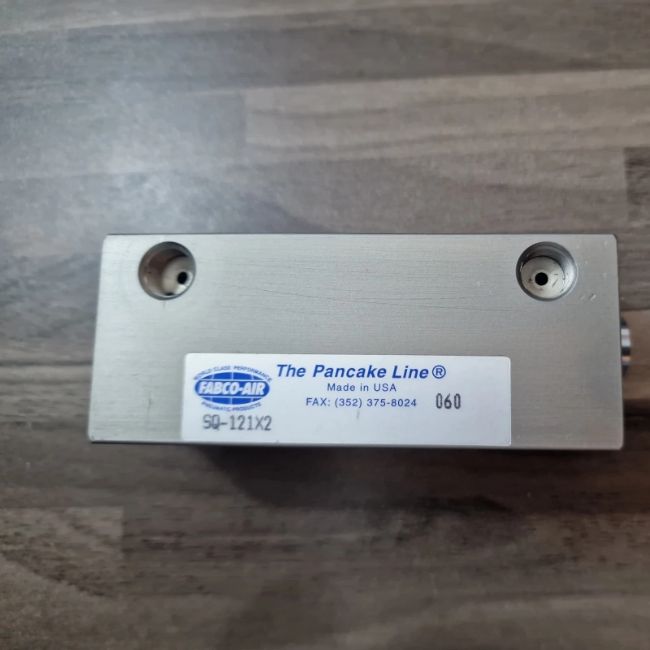 WORLD CLASS PERFORMANCE
FABCO-AIR
PNEUMATIC PRODUCTS
The Pancake Line®
Made in USA
FAX: (352) 375-8024 060
SQ-121X2